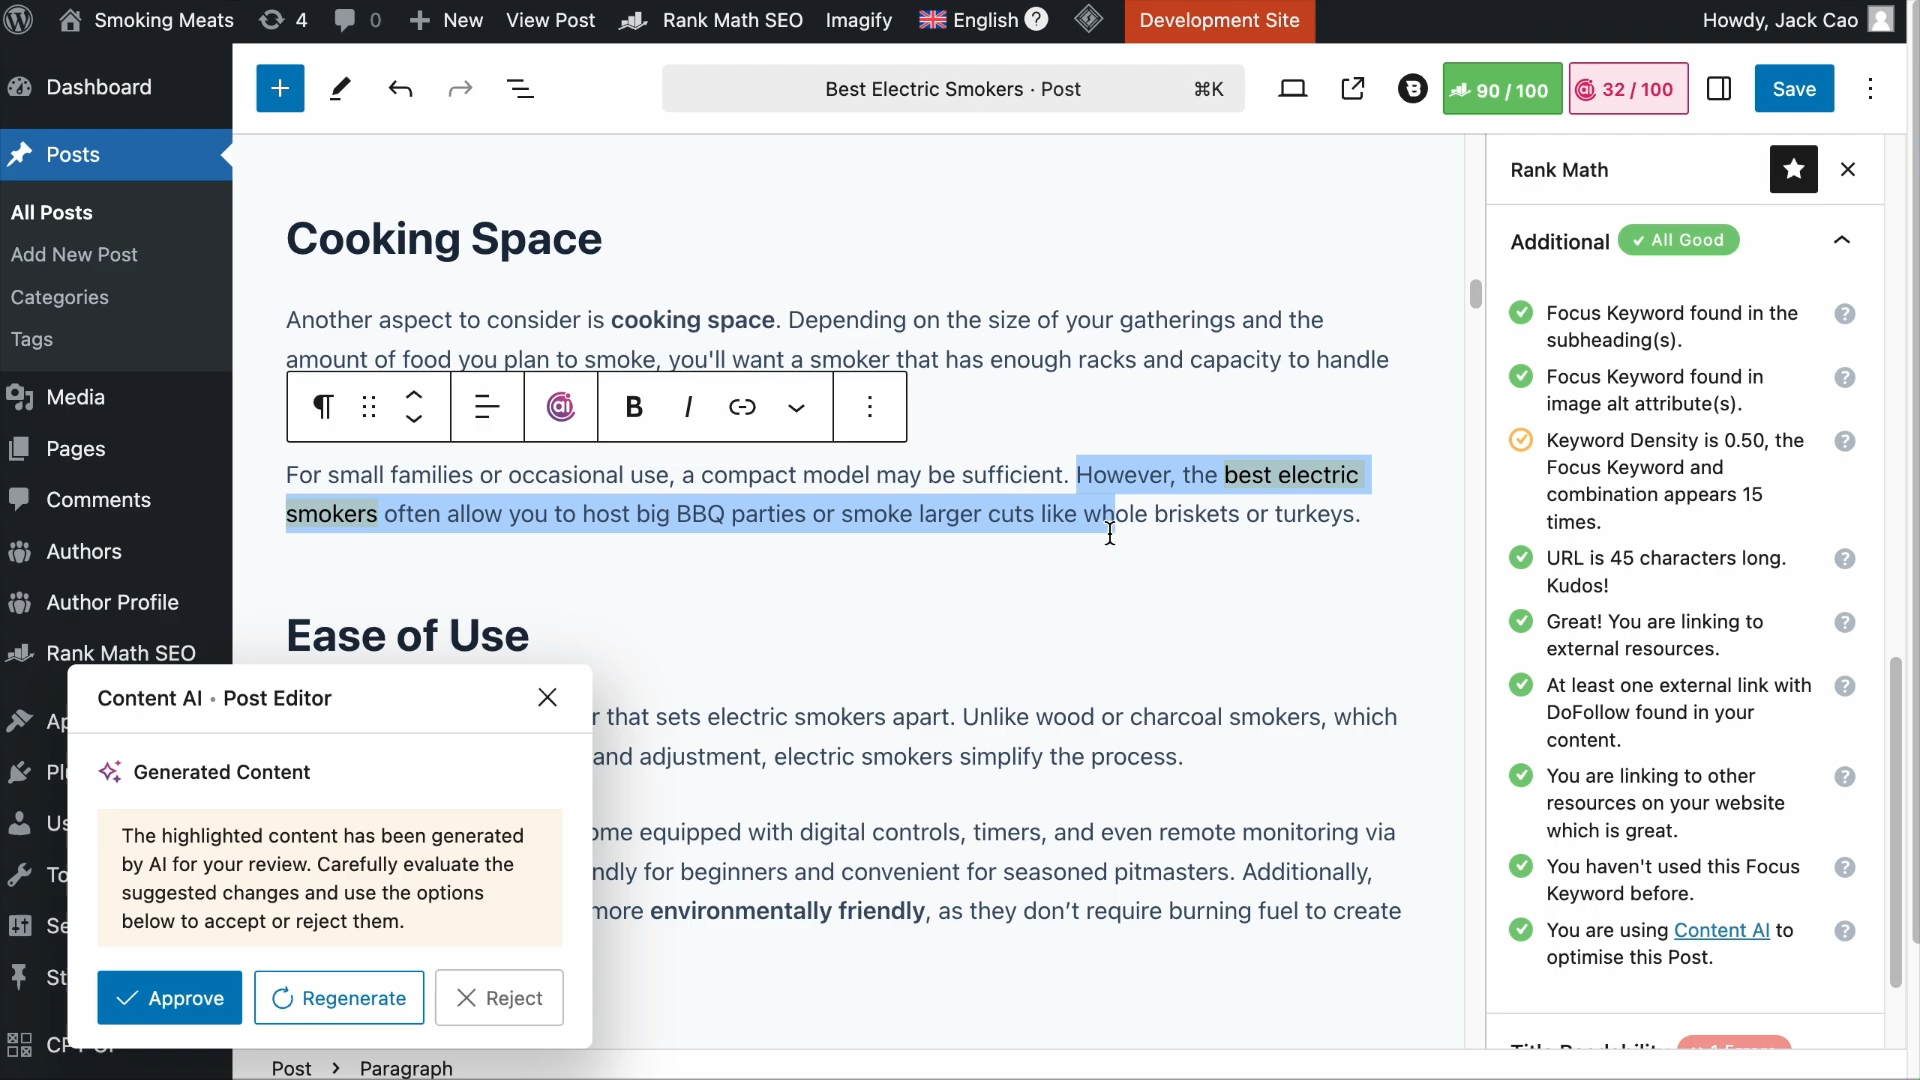 Smoking Meats
4
0
New
View Post
Rank Math SEO
Imagify
English
Development Site
Howdy, Jack Cao
Dashboard
Posts
All Posts
Add New Post
Categories
Tags
Media
Pages
Comments
Authors
Author Profile
Rank Math SEO
Best Electric Smokers · Post
⌘K
90 / 100
32 / 100
Save
Cooking Space
Another aspect to consider is cooking space. Depending on the size of your gatherings and the
amount of food you plan to smoke, you'll want a smoker that has enough racks and capacity to handle
For small families or occasional use, a compact model may be sufficient. However, the best electric
smokers often allow you to host big BBQ parties or smoke larger cuts like whole briskets or turkeys.
Ease of Use
r that sets electric smokers apart. Unlike wood or charcoal smokers, which
and adjustment, electric smokers simplify the process.
ome equipped with digital controls, timers, and even remote monitoring via
ndly for beginners and convenient for seasoned pitmasters. Additionally,
more environmentally friendly, as they don’t require burning fuel to create
Content AI • Post Editor
Generated Content
The highlighted content has been generated
by AI for your review. Carefully evaluate the
suggested changes and use the options
below to accept or reject them.
Approve
Regenerate
Reject
Post > Paragraph
Rank Math
Additional
All Good
Focus Keyword found in the
subheading(s).
Focus Keyword found in
image alt attribute(s).
Keyword Density is 0.50, the
Focus Keyword and
combination appears 15
times.
URL is 45 characters long.
Kudos!
Great! You are linking to
external resources.
At least one external link with
DoFollow found in your
content.
You are linking to other
resources on your website
which is great.
You haven't used this Focus
Keyword before.
You are using Content AI to
optimise this Post.